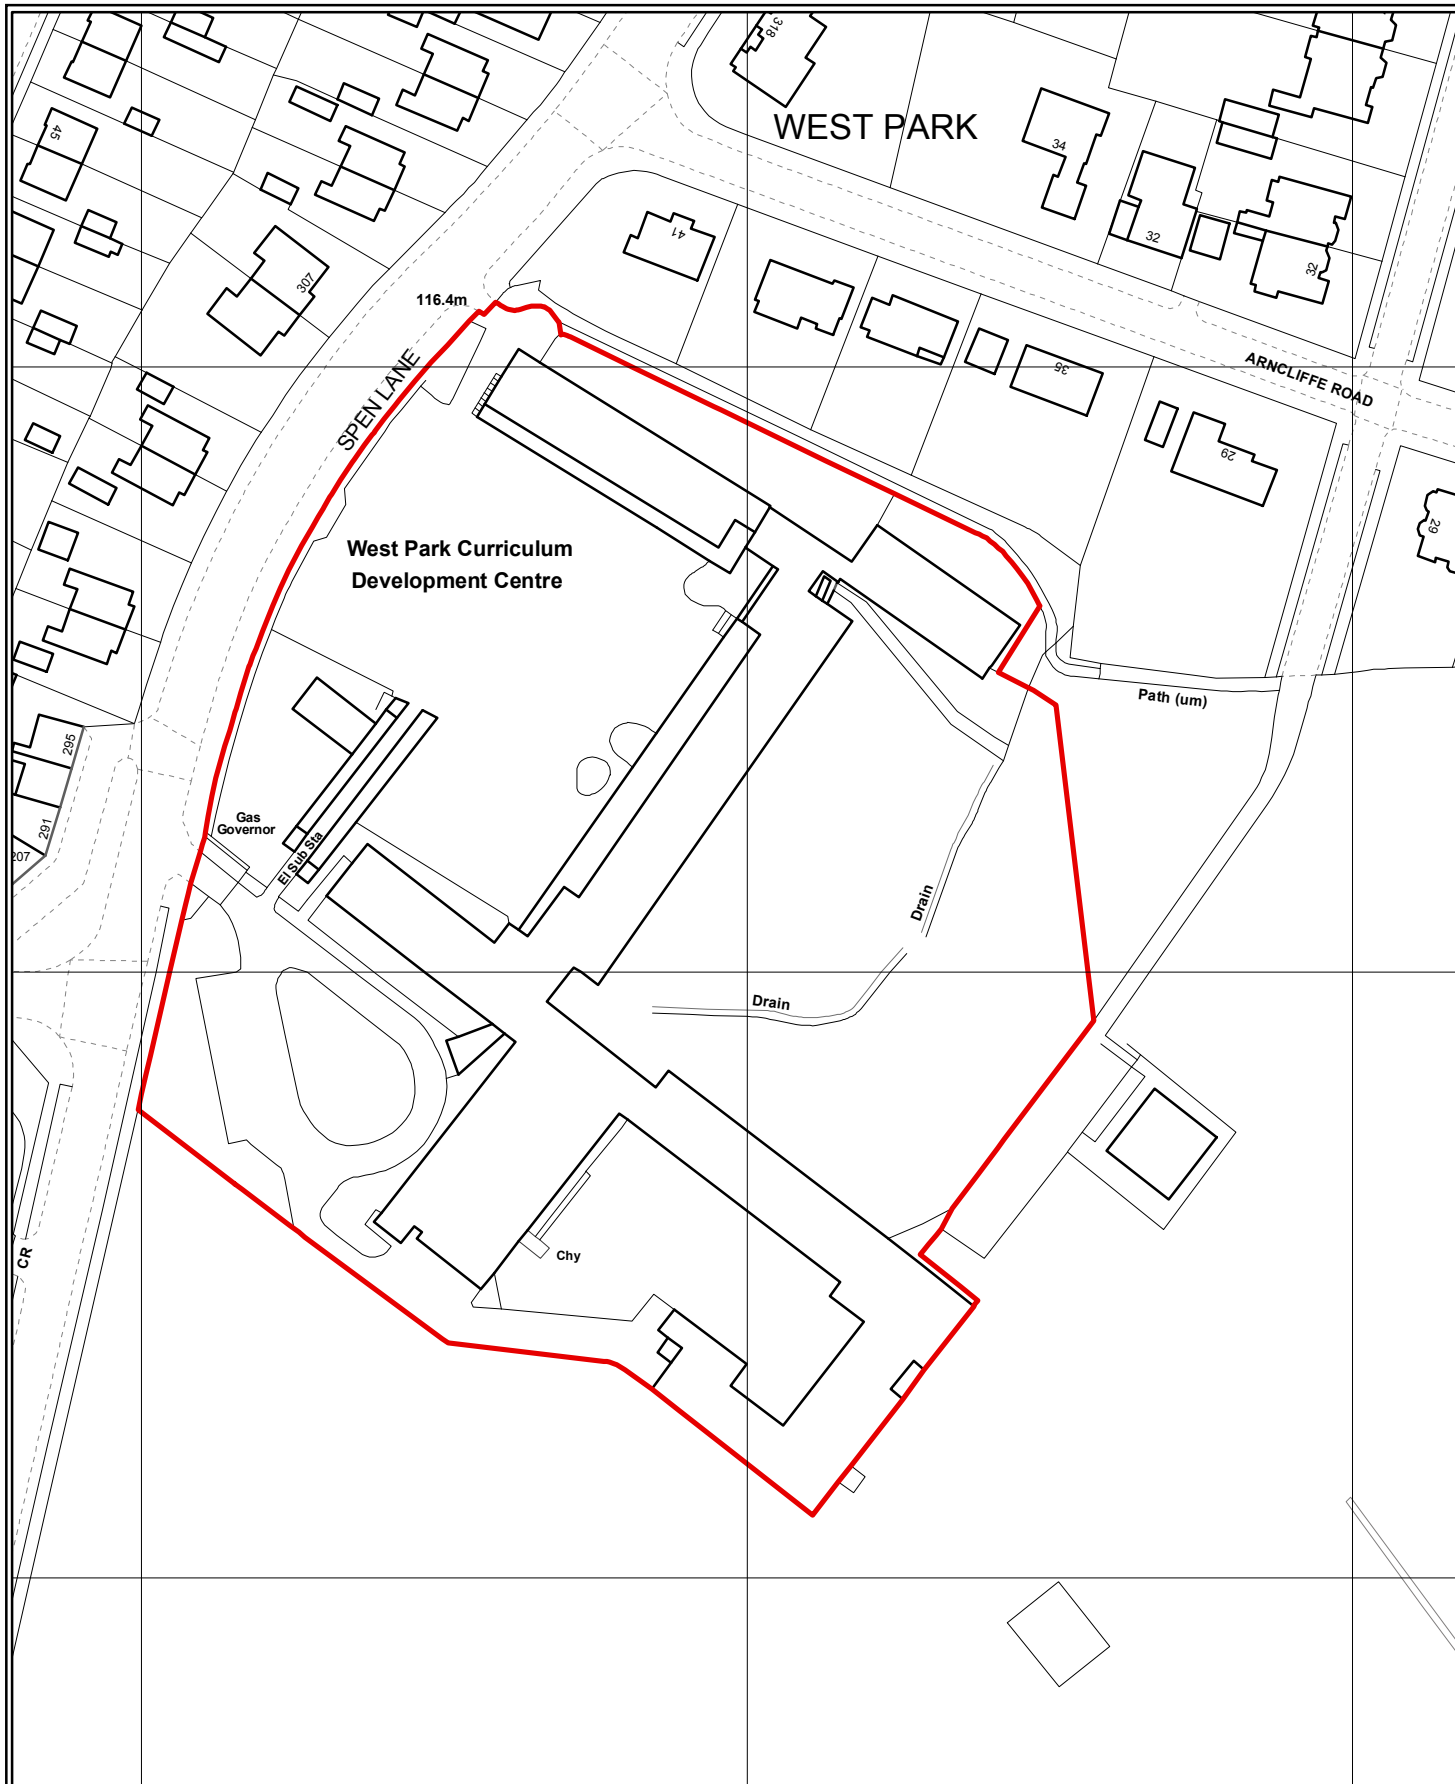 318
WEST PARK
45
34
32
32
41
307
116.4m
ARNCLIFFE ROAD
SPEN LANE
35
29
29
West Park Curriculum
Development Centre
Path (um)
295
Gas
Governor
291
El Sub Sta
207
Drain
Drain
CR
Chy